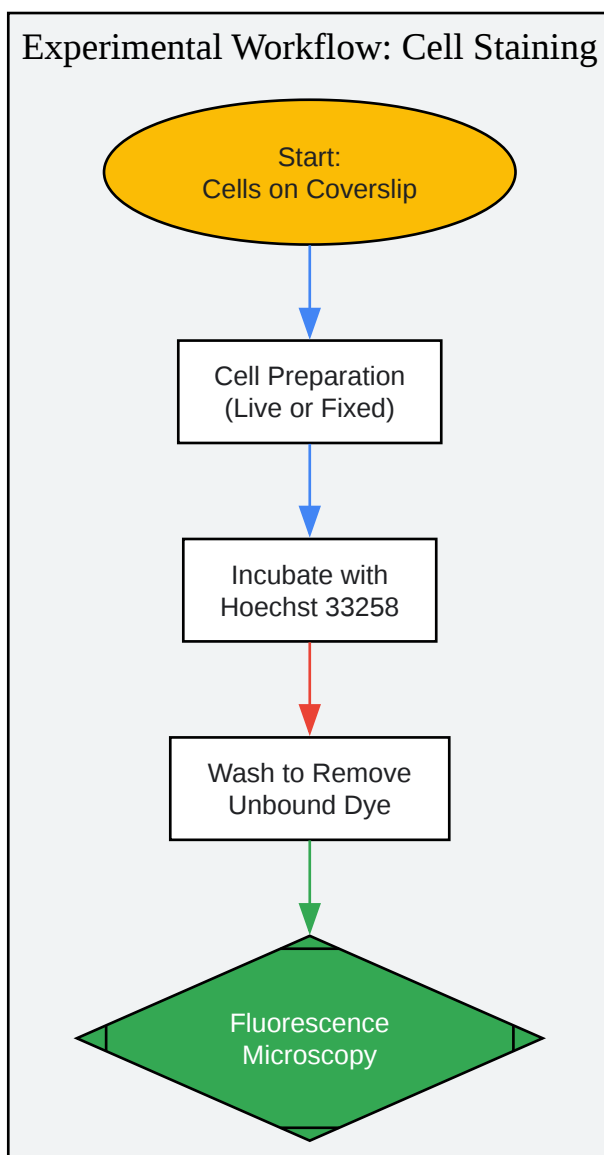 Experimental Workflow: Cell Staining
Start:
Cells on Coverslip
Cell Preparation
(Live or Fixed)
Incubate with
Hoechst 33258
Wash to Remove
Unbound Dye
Fluorescence
Microscopy